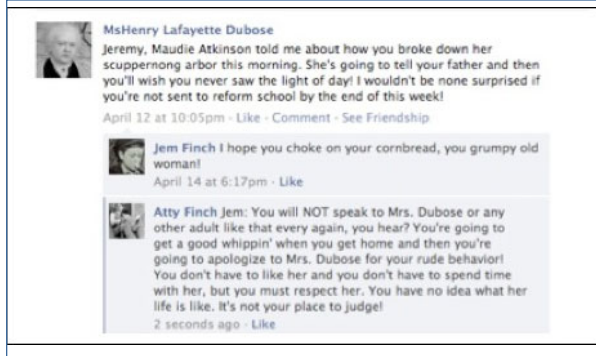 MsHenry Lafayette Dubose
Jeremy, Maudie Atkinson told me about how you broke down her
scuppernong arbor this morning. She's going to tell your father and then
you'll wish you never saw the light of day! I wouldn't be none surprised if
you're not sent to reform school by the end of this week!
April 12 at 10:05pm · Like · Comment · See Friendship
Jem Finch I hope you choke on your cornbread, you grumpy old
woman!
April 14 at 6:17pm · Like
Atty Finch Jem: You will NOT speak to Mrs. Dubose or any
other adult like that every again, you hear? You're going to
get a good whippin' when you get home and then you're
going to apologize to Mrs. Dubose for your rude behavior!
You don't have to like her and you don't have to spend time
with her, but you must respect her. You have no idea what her
life is like. It's not your place to judge!
2 seconds ago · Like